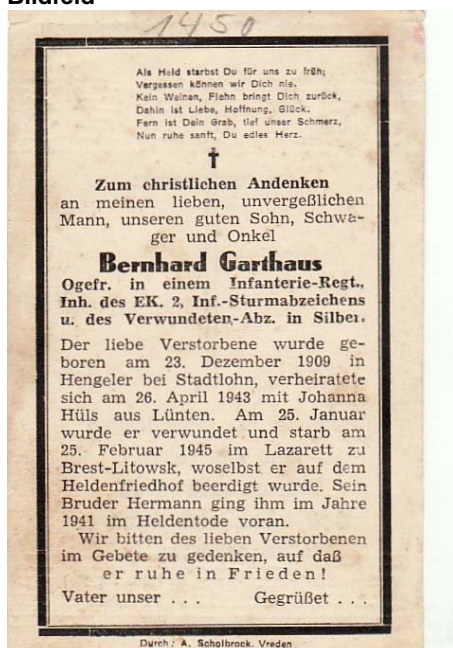 Bildfeld
1450
Als Held starbst Du für uns zu früh;
Vergessen können wir Dich nie.
Kein Weinen, Flehn bringt Dich zurück,
Dahin ist Liebe, Hoffnung, Glück.
Fern ist Dein Grab, tief unser Schmerz,
Nun ruhe sanft, Du edles Herz.
Zum christlichen Andenken
an meinen lieben, unvergeßlichen
Mann, unseren guten Sohn, Schwa-
ger und Onkel
Bernhard Garthaus
Ogefr. in einem Infanterie-Regt.,
Inh. des EK. 2, Inf.-Sturmabzeichens
u. des Verwundeten-Abz. in Silber.
Der liebe Verstorbene wurde ge-
boren am 23. Dezember 1909 in
Hengeler bei Stadtlohn, verheiratete
sich am 26. April 1943 mit Johanna
Hüls aus Lünten. Am 25. Januar
wurde er verwundet und starb am
25. Februar 1945 im Lazarett zu
Brest-Litowsk, woselbst er auf dem
Heldenfriedhof beerdigt wurde. Sein
Bruder Hermann ging ihm im Jahre
1941 im Heldentode voran.
Wir bitten des lieben Verstorbenen
im Gebete zu gedenken, auf daß
er ruhe in Frieden!
Vater unser . . . Gegrüßet . . .
Durch: A. Scholbrock, Vreden